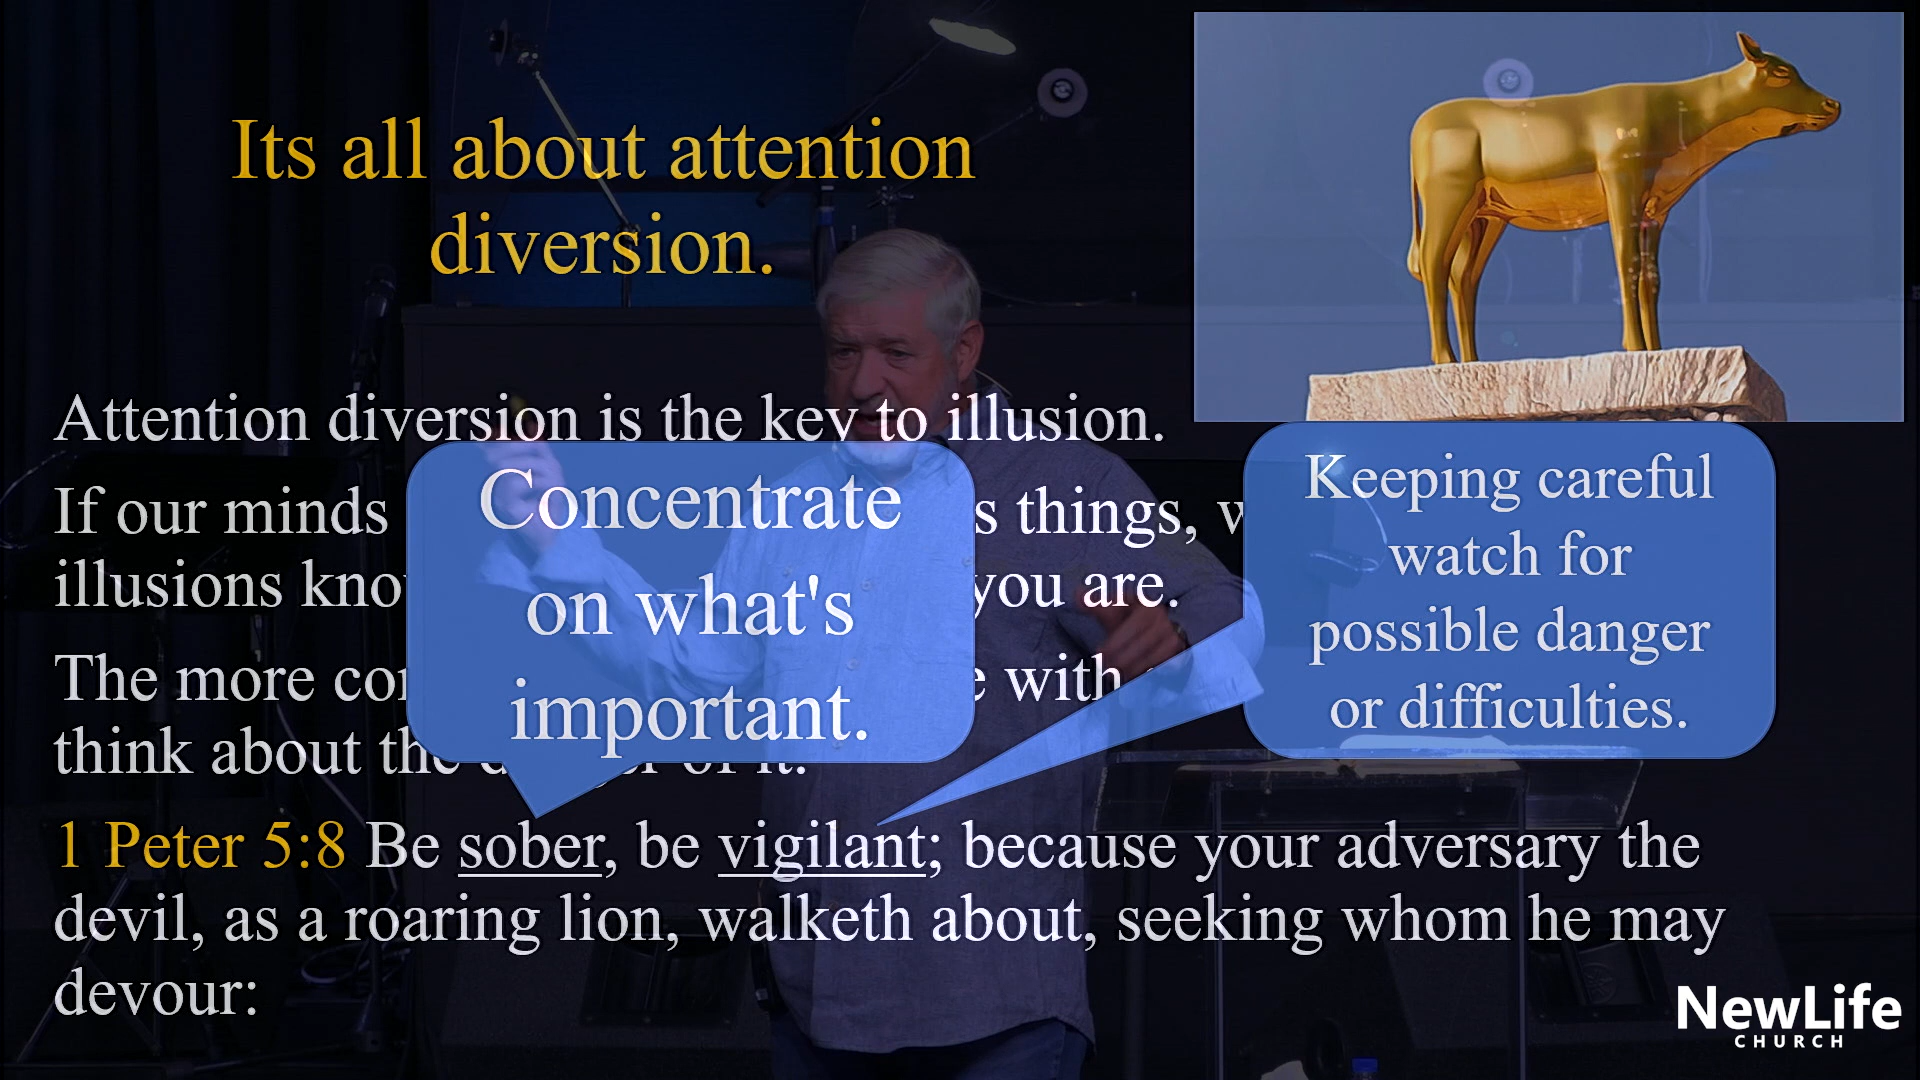 Its all about attention
diversion.
Attention diversion is the key to illusion.
If our minds s things,
illusions you are.
The more with
think about of it.
Concentrate
on what's
important.
Keeping careful
watch for
possible danger
or difficulties.
1 Peter 5:8 Be sober, be vigilant; because your adversary the
devil, as a roaring lion, walketh about, seeking whom he may
devour:
NewLife
CHURCH